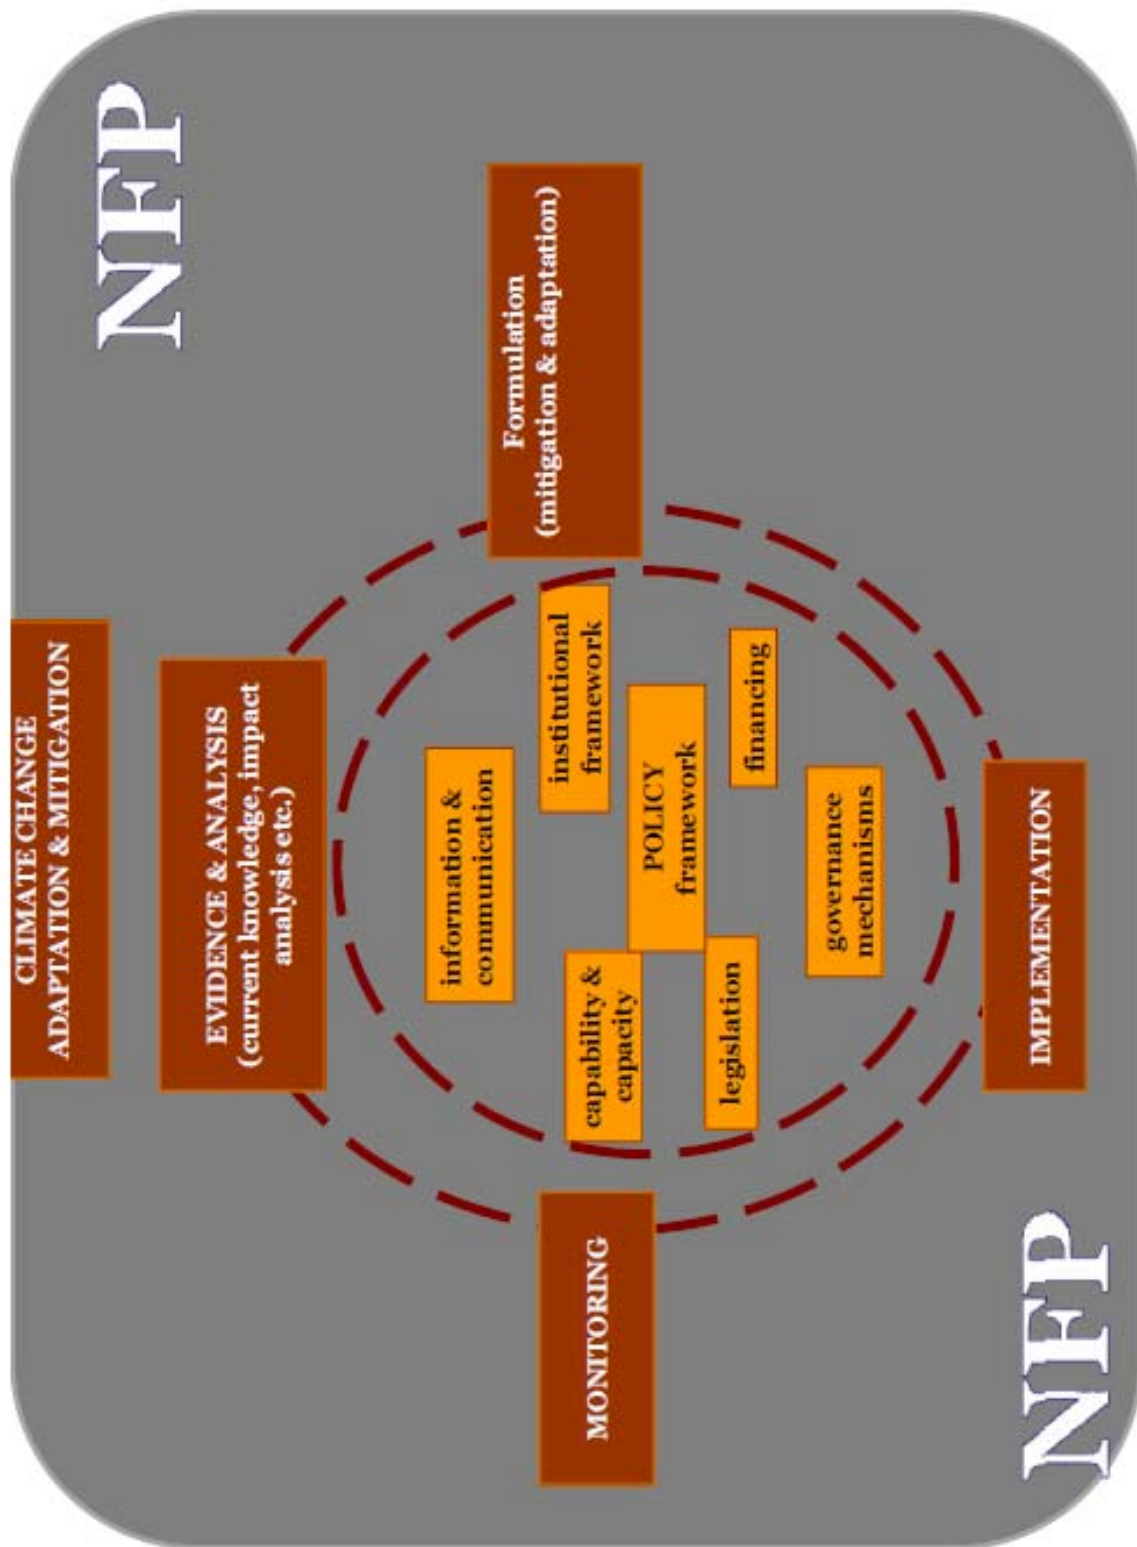 CLIMATE CHANGE
ADAPTATION & MITIGATION
NFP
EVIDENCE & ANALYSIS
(current knowledge, impact
analysis etc.)
information &
communication
Formulation
(mitigation & adaptation)
institutional
framework
MONITORING
capability &
capacity
POLICY
framework
legislation
financing
governance
mechanisms
IMPLEMENTATION
NFP